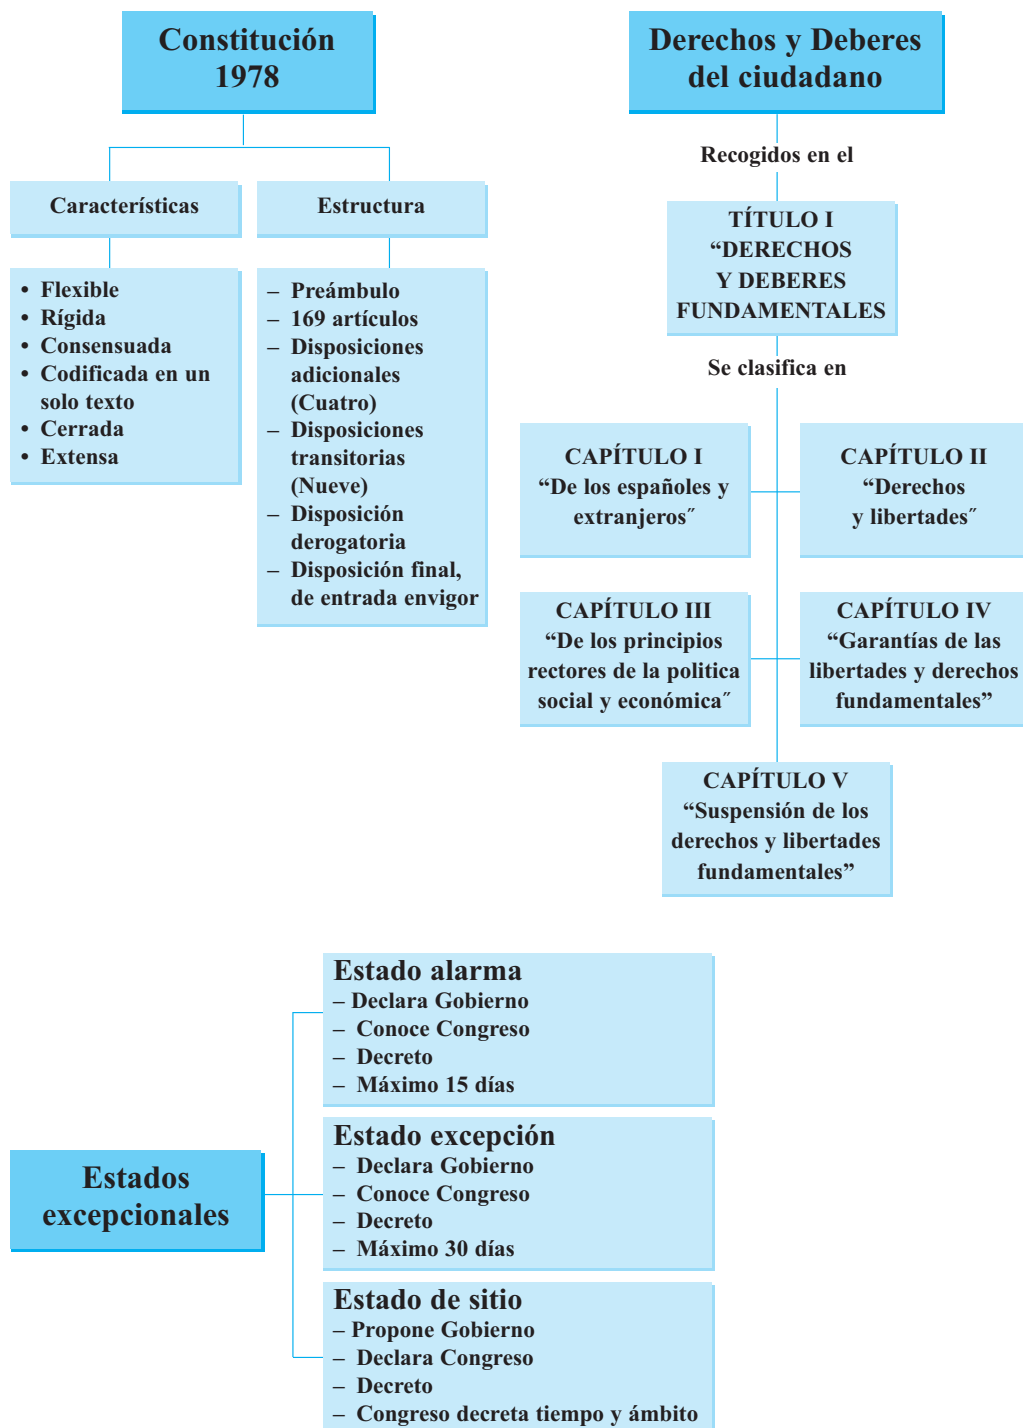 Constitución
1978
Características
• Flexible
• Rígida
• Consensuada
• Codificada en un
solo texto
• Cerrada
• Extensa
Estructura
– Preámbulo
– 169 artículos
– Disposiciones
adicionales
(Cuatro)
– Disposiciones
transitorias
(Nueve)
– Disposición
derogatoria
– Disposición final,
de entrada envigor
Derechos y Deberes
del ciudadano
Recogidos en el
TÍTULO I
“DERECHOS
Y DEBERES
FUNDAMENTALES
Se clasifica en
CAPÍTULO I
“De los españoles y
extranjeros˝
CAPÍTULO II
“Derechos
y libertades˝
CAPÍTULO III
“De los principios
rectores de la politica
social y económica˝
CAPÍTULO IV
“Garantías de las
libertades y derechos
fundamentales”
CAPÍTULO V
“Suspensión de los
derechos y libertades
fundamentales”
Estados
excepcionales
Estado alarma
– Declara Gobierno
– Conoce Congreso
– Decreto
– Máximo 15 días
Estado excepción
– Declara Gobierno
– Conoce Congreso
– Decreto
– Máximo 30 días
Estado de sitio
– Propone Gobierno
– Declara Congreso
– Decreto
– Congreso decreta tiempo y ámbito